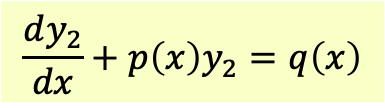 dy₂/dx + p(x)y₂ = q(x)